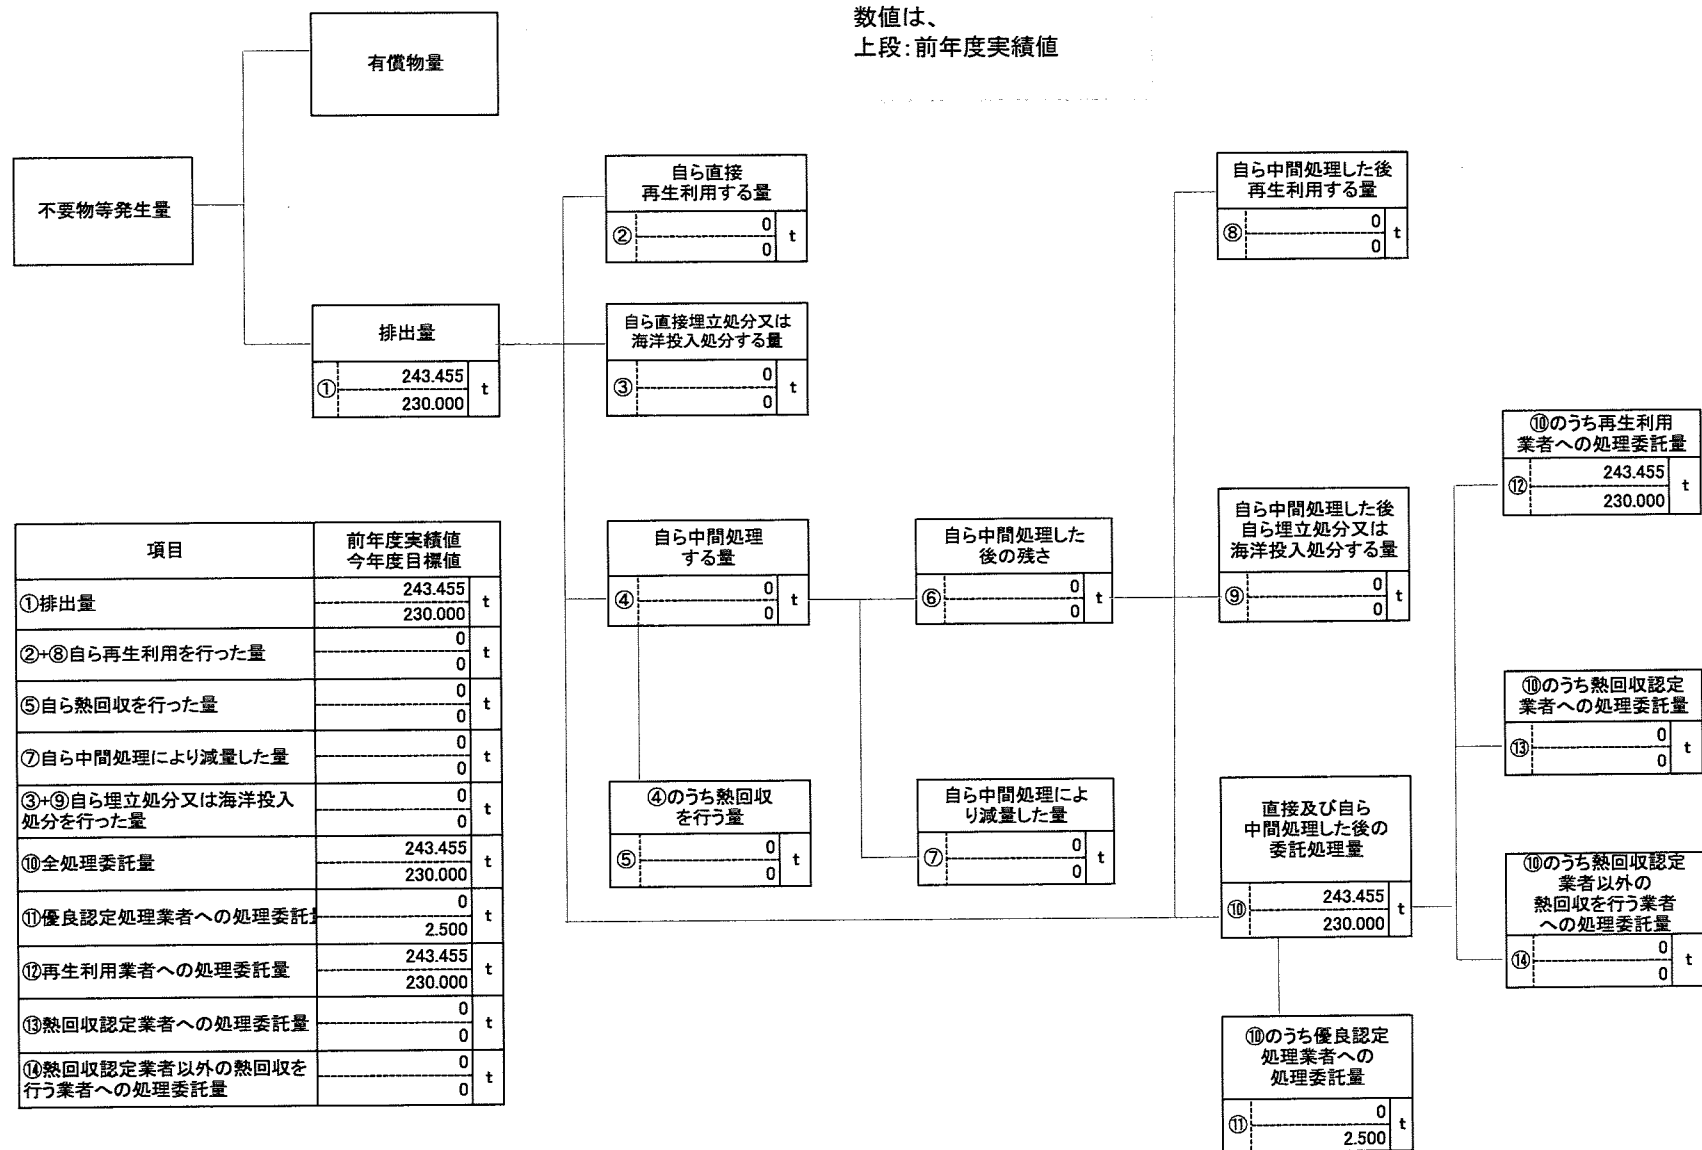 数値は、
上段:前年度実績値
有償物量
不要物等発生量
排出量
① 243.455 t
230.000
自ら直接
再生利用する量
② 0 t
0
自ら直接埋立処分又は
海洋投入処分する量
③ 0 t
0
自ら中間処理
する量
④ 0 t
0
④のうち熱回収
を行う量
⑤ 0 t
0
自ら中間処理した
後の残さ
⑥ 0 t
0
自ら中間処理によ
り減量した量
⑦ 0 t
0
自ら中間処理した後
再生利用する量
⑧ 0 t
0
自ら中間処理した後
自ら埋立処分又は
海洋投入処分する量
⑨ 0 t
0
直接及び自ら
中間処理した後の
委託処理量
⑩ 243.455 t
230.000
⑩のうち優良認定
処理業者への
処理委託量
⑪ 0 t
2.500
⑩のうち再生利用
業者への処理委託量
⑫ 243.455 t
230.000
⑩のうち熱回収認定
業者への処理委託量
⑬ 0 t
0
⑩のうち熱回収認定
業者以外の
熱回収を行う業者
への処理委託量
⑭ 0 t
0
項目 前年度実績値
今年度目標値
①排出量 243.455 t
230.000
②+⑧自ら再生利用を行った量 0 t
0
⑤自ら熱回収を行った量 0 t
0
⑦自ら中間処理により減量した量 0 t
0
③+⑨自ら埋立処分又は海洋投入
処分を行った量 0 t
0
⑩全処理委託量 243.455 t
230.000
⑪優良認定処理業者への処理委託 0 t
2.500
⑫再生利用業者への処理委託量 243.455 t
230.000
⑬熱回収認定業者への処理委託量 0 t
0
⑭熱回収認定業者以外の熱回収を
行う業者への処理委託量 0 t
0